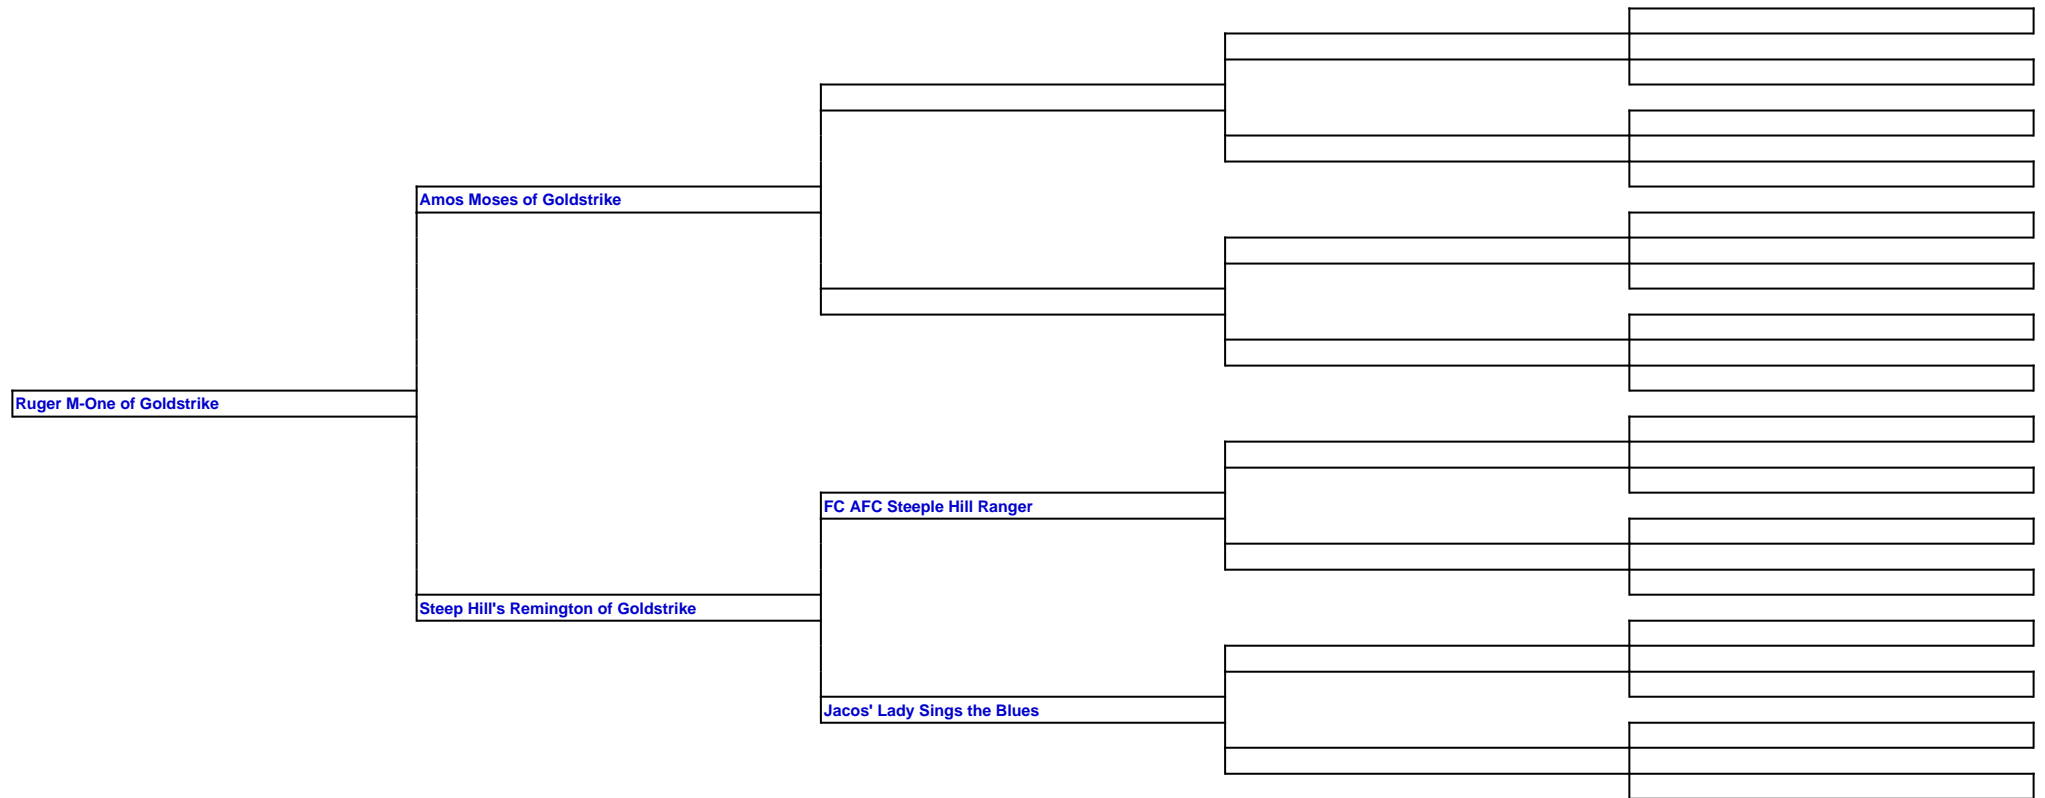 Amos Moses of Goldstrike
Ruger M-One of Goldstrike
FC AFC Steeple Hill Ranger
Steep Hill's Remington of Goldstrike
Jacos' Lady Sings the Blues